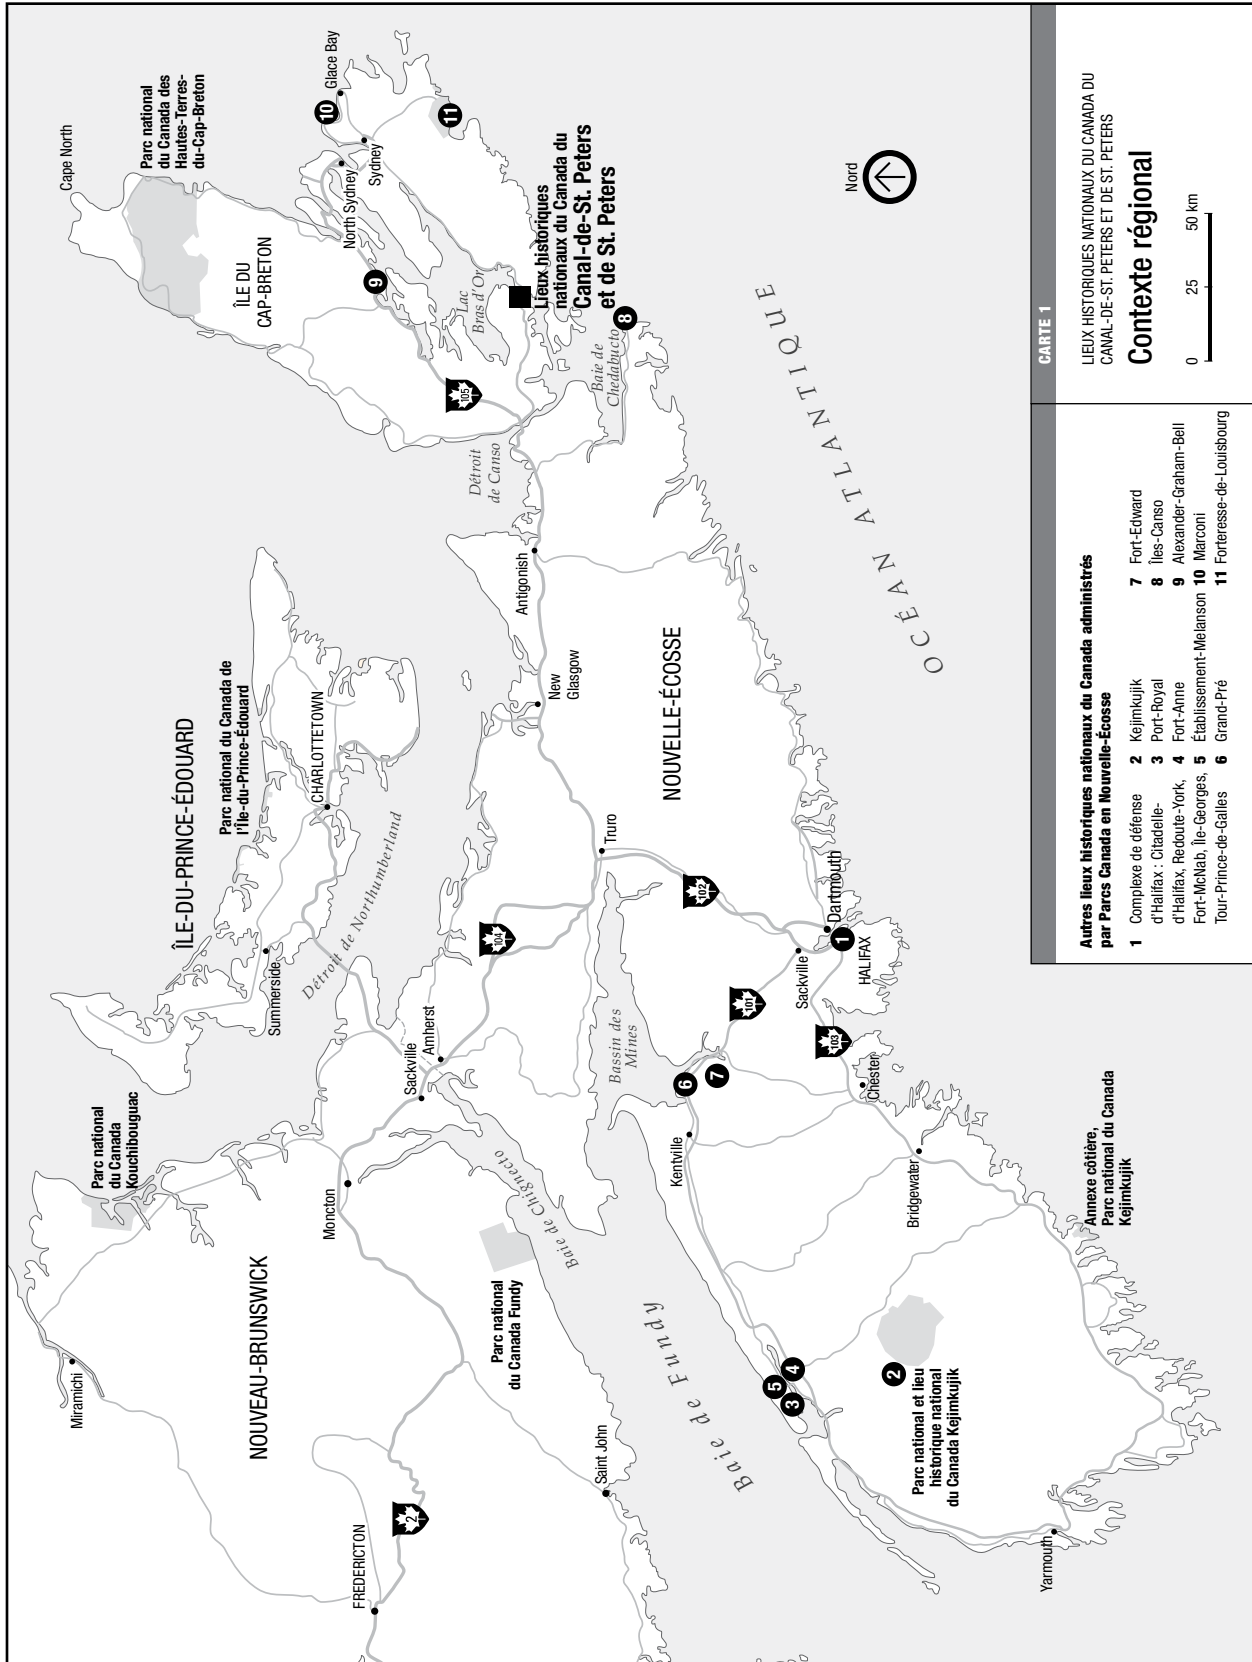 Cape North
Parc national
du Canada des
Hautes-Terres-
du-Cap-Breton
ÎLE DU
CAP-BRETON
10
Glace Bay
North Sydney
Sydney
11
9
105
Lac
Bras d'Or
Lieux historiques
nationaux du Canada du
Canal-de-St. Peters
et de St. Peters
Baie de
Chedabucto
8
Détroit
de Canso
Nord
OCÉAN ATLANTIQUE
ÎLE-DU-PRINCE-ÉDOUARD
Parc national du Canada de
l'Île-du-Prince-Édouard
CHARLOTTETOWN
Summerside
Détroit de Northumberland
Antigonish
New
Glasgow
NOUVELLE-ÉCOSSE
Truro
104
102
Dartmouth
1
HALIFAX
Sackville
101
103
Chester
Bassin des
Mines
6
7
Kentville
Bridgewater
Amherst
Sackville
Parc national
du Canada
Kouchibouguac
Moncton
Baie de Chignecto
Parc national
du Canada Fundy
NOUVEAU-BRUNSWICK
Miramichi
FREDERICTON
2
Saint John
Baie de Fundy
5
4
3
2
Parc national et lieu
historique national
du Canada Kejimkujik
Annexe côtière,
Parc national du Canada
Kejimkujik
Yarmouth
Autres lieux historiques nationaux du Canada administrés
par Parcs Canada en Nouvelle-Écosse
1 Complexe de défense
d'Halifax : Citadelle-
d'Halifax, Redoute-York,
Fort-McNab, Île-Georges,
Tour-Prince-de-Galles
2 Kejimkujik
3 Port-Royal
4 Fort-Anne
5 Établissement-Melanson
6 Grand-Pré
7 Fort-Edward
8 Îles-Canso
9 Alexander-Graham-Bell
10 Marconi
11 Forteresse-de-Louisbourg
CARTE 1
LIEUX HISTORIQUES NATIONAUX DU CANADA DU
CANAL-DE-ST. PETERS ET DE ST. PETERS
Contexte régional
0 25 50 km